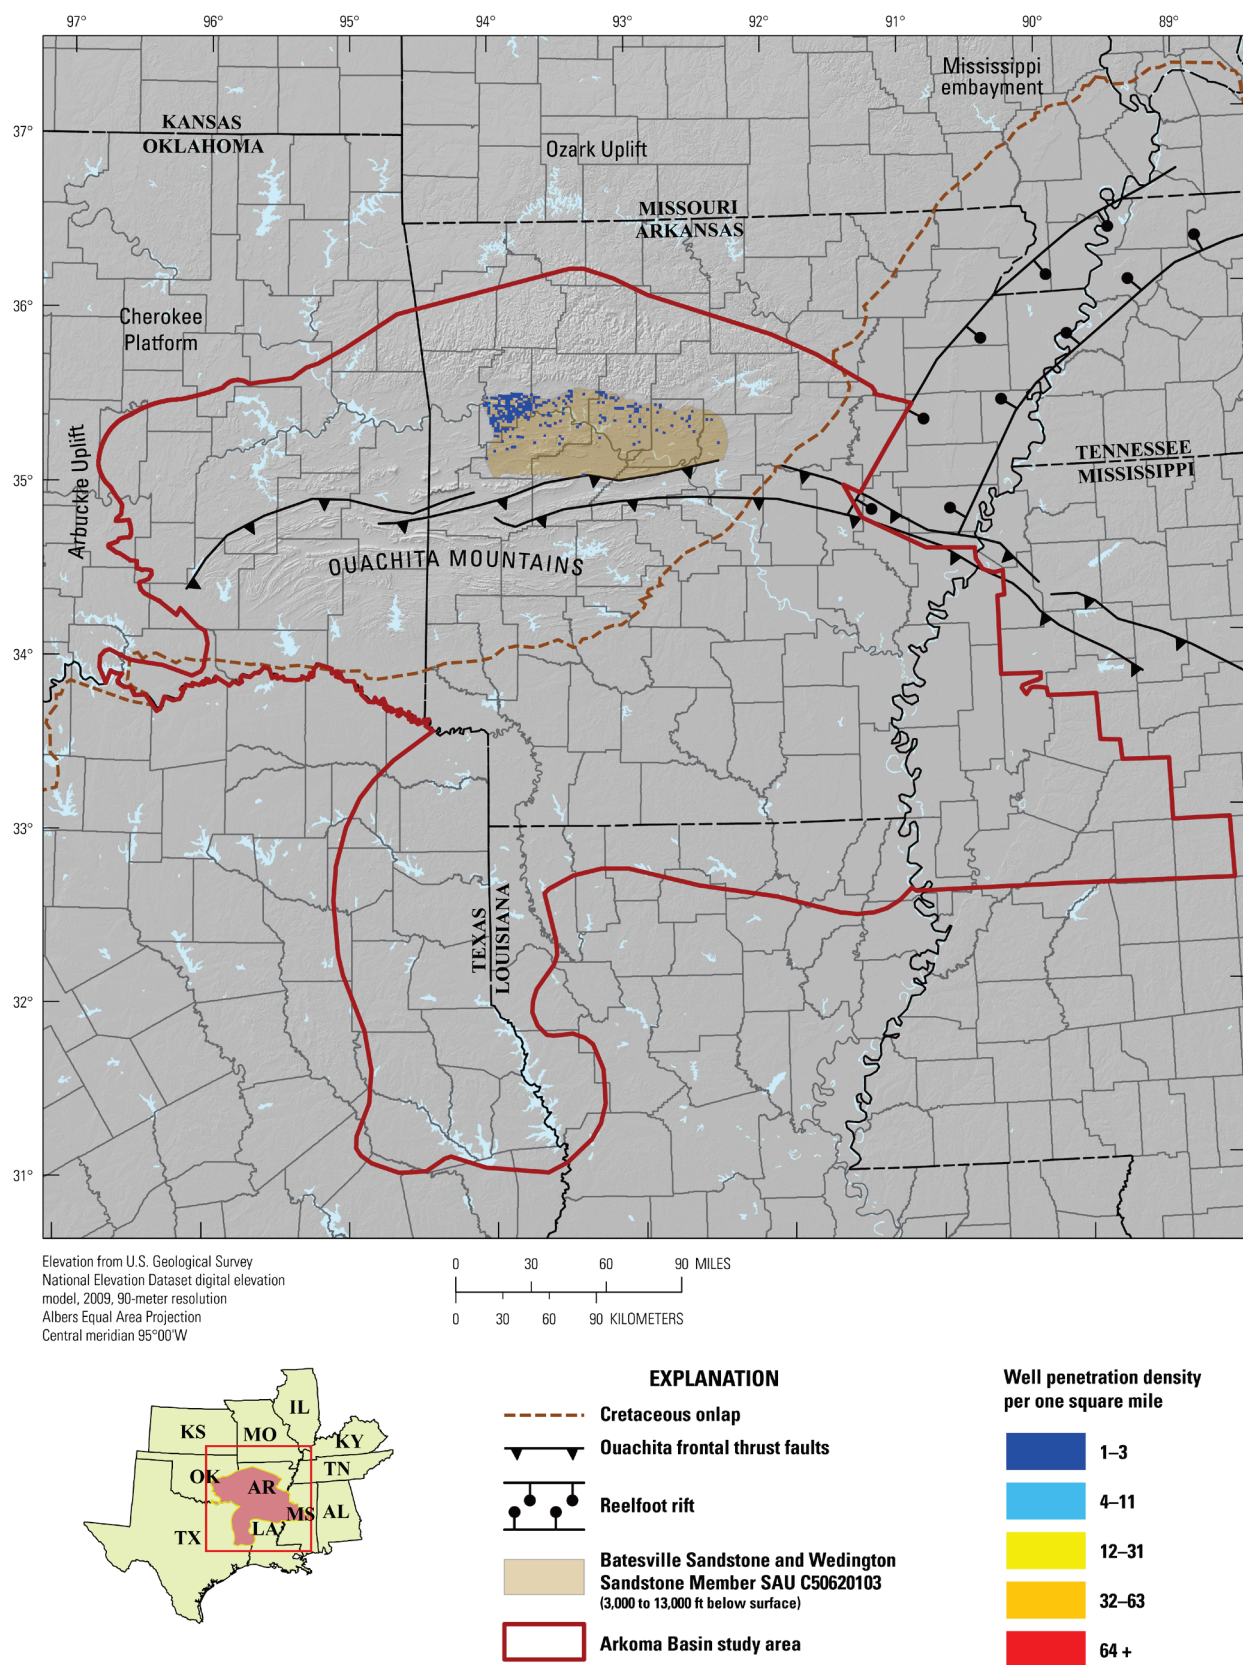 97° 96° 95° 94° 93° 92° 91° 90° 89°
Mississippi
embayment
37°
KANSAS
OKLAHOMA
Ozark Uplift
MISSOURI
ARKANSAS
36°
Cherokee
Platform
Arbuckle Uplift
TENNESSEE
MISSISSIPPI
35°
OUACHITA MOUNTAINS
34°
33°
TEXAS
LOUISIANA
32°
31°
Elevation from U.S. Geological Survey
National Elevation Dataset digital elevation
model, 2009, 90-meter resolution
Albers Equal Area Projection
Central meridian 95°00'W
0 30 60 90 MILES
0 30 60 90 KILOMETERS
IL
KS
MO
KY
OK
TN
AR
MS
AL
LA
TX
EXPLANATION
Cretaceous onlap
Ouachita frontal thrust faults
Reelfoot rift
Batesville Sandstone and Wedington
Sandstone Member SAU C50620103
(3,000 to 13,000 ft below surface)
Arkoma Basin study area
Well penetration density
per one square mile
1–3
4–11
12–31
32–63
64 +